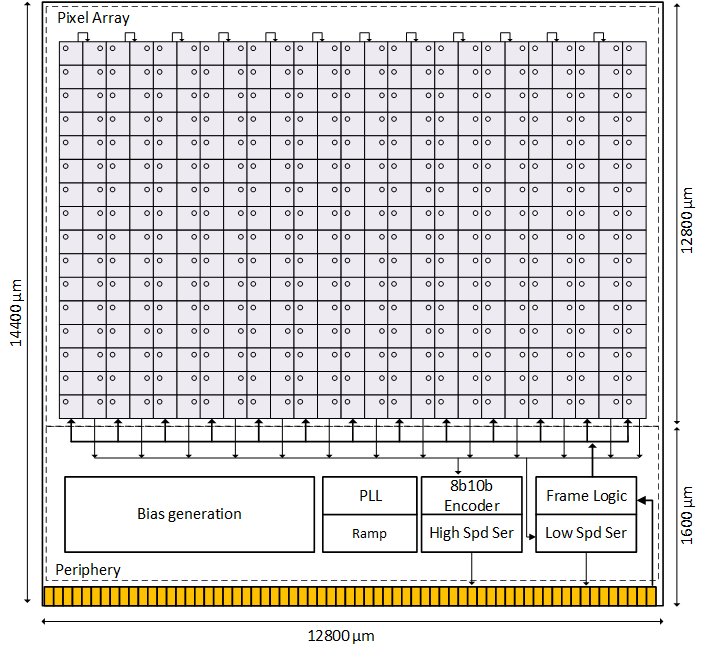 Pixel Array
14400 µm
12800 µm
8b10b
Encoder
PLL
Frame Logic
Bias generation
Ramp
High Spd Ser
Low Spd Ser
1600 µm
Periphery
12800 µm